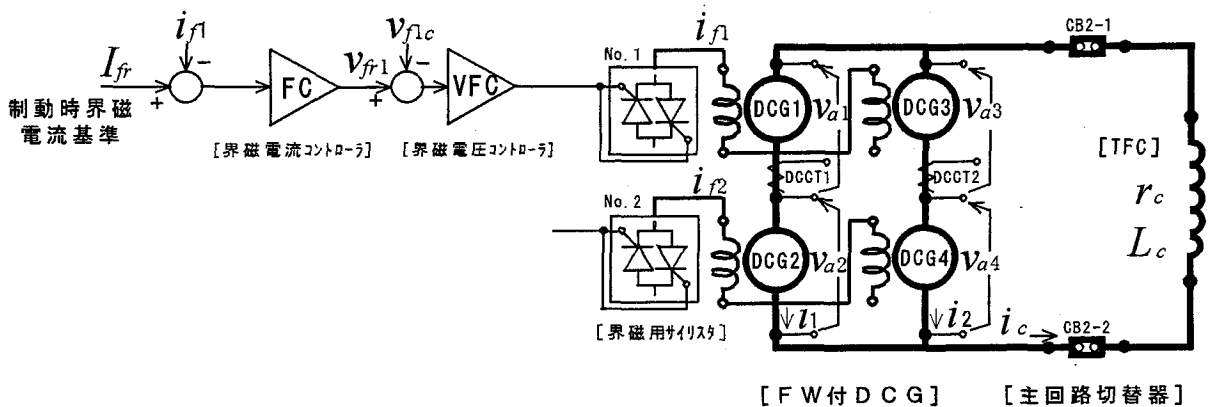 i_f1
I_fr
+
-
制動時界磁
電流基準
FC
[界磁電流コントローラ]
v_fr1
v_f1c
+
-
VFC
[界磁電圧コントローラ]
No.1
i_f1
No.2
i_f2
[界磁用サイリスタ]
DCG1
v_a1
DCG3
v_a3
DCCT1
DCCT2
DCG2
v_a2
DCG4
v_a4
i_1
i_2
i_c
CB2-1
CB2-2
[TFC]
r_c
L_c
[FW付DCG]
[主回路切替器]